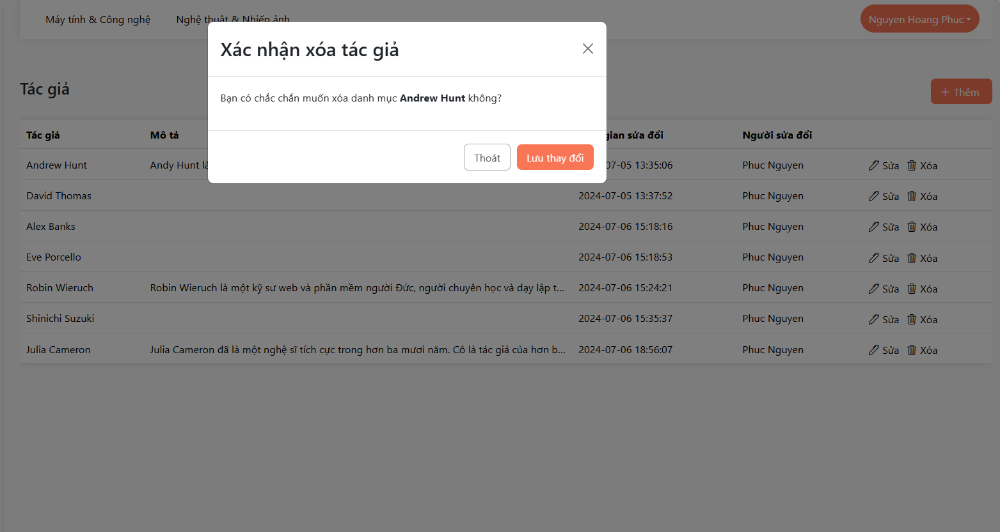 Máy tính & Công nghệ Nghệ thuật & Nhiếp ảnh Nguyen Hoang Phuc
Xác nhận xóa tác giả
Tác giả
+ Thêm
Bạn có chắc chắn muốn xóa danh mục Andrew Hunt không?
Tác giả Mô tả gian sửa đổi Người sửa đổi
Thoát Lưu thay đổi
Andrew Hunt Andy Hunt 07-05 13:35:06 Phuc Nguyen Sửa Xóa
David Thomas 2024-07-05 13:37:52 Phuc Nguyen Sửa Xóa
Alex Banks 2024-07-06 15:18:16 Phuc Nguyen Sửa Xóa
Eve Porcello 2024-07-06 15:18:53 Phuc Nguyen Sửa Xóa
Robin Wieruch Robin Wieruch là một kỹ sư web và phần mềm người Đức, người chuyên học và dạy lập t... 2024-07-06 15:24:21 Phuc Nguyen Sửa Xóa
Shinichi Suzuki 2024-07-06 15:35:37 Phuc Nguyen Sửa Xóa
Julia Cameron Julia Cameron đã là một nghệ sĩ tích cực trong hơn ba mươi năm. Cô là tác giả của hơn b... 2024-07-06 18:56:07 Phuc Nguyen Sửa Xóa